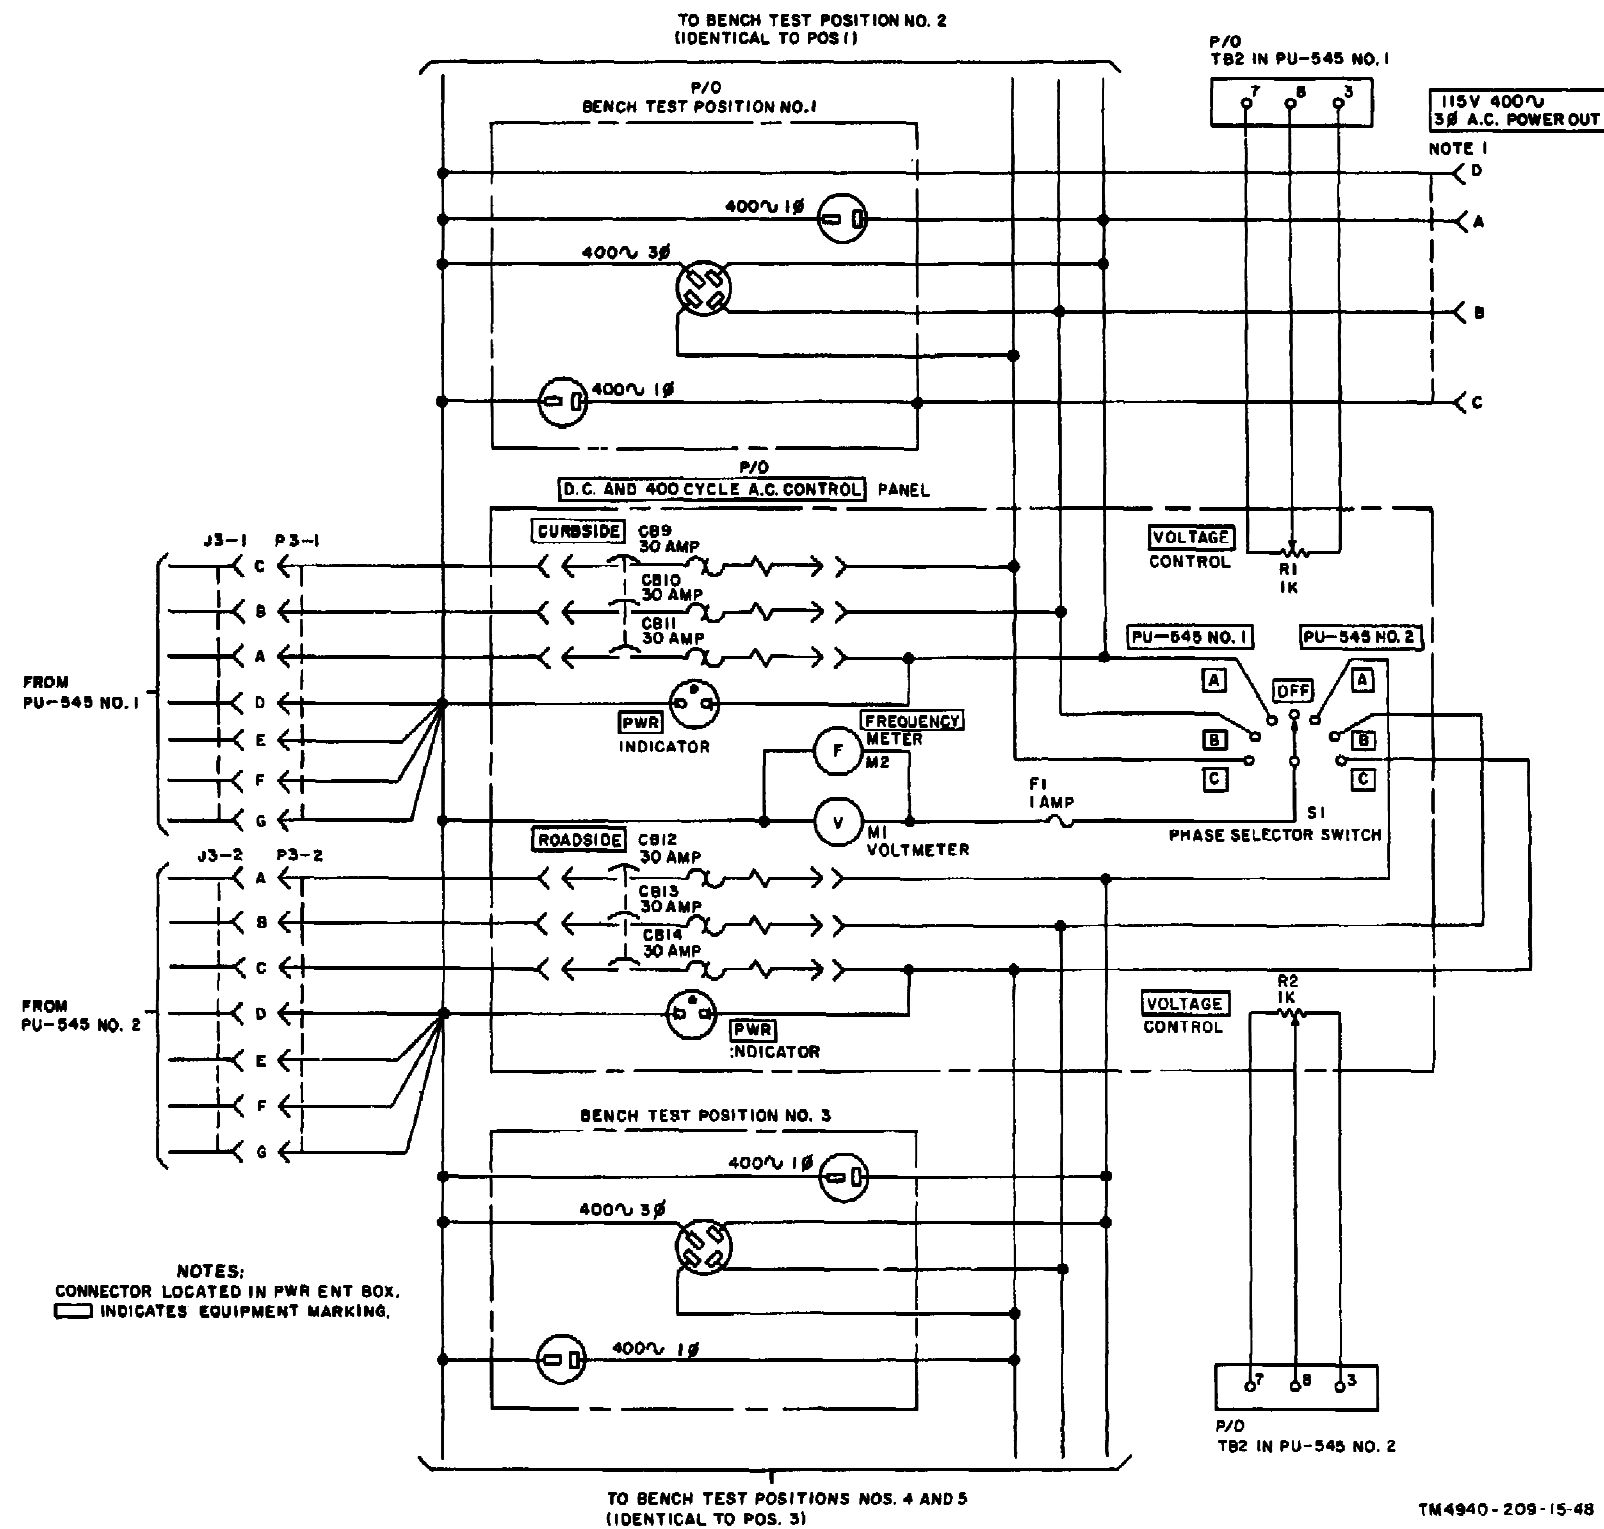 TO BENCH TEST POSITION NO. 2
(IDENTICAL TO POS 1)
P/O
TB2 IN PU-545 NO. 1
7 8 3
P/O
BENCH TEST POSITION NO. 1
115V 400∿
3Ø A.C. POWER OUT
NOTE 1
D
400∿ 1Ø
A
400∿ 3Ø
B
400∿ 1Ø
C
P/O
D.C. AND 400 CYCLE A.C. CONTROL PANEL
J3-1 P3-1
CURBSIDE CB9
30 AMP
VOLTAGE
CONTROL
R1
1K
C
CB10
30 AMP
B
CB11
30 AMP
A
PU-545 NO. 1 PU-545 NO. 2
FROM
PU-545 NO. 1
A OFF A
D
PWR
INDICATOR
FREQUENCY
METER
M2
F
B B
E
C C
F
F1
1 AMP
G
V
M1
VOLTMETER
S1
PHASE SELECTOR SWITCH
J3-2 P3-2
ROADSIDE CB12
30 AMP
A
CB13
30 AMP
B
CB14
30 AMP
C
FROM
PU-545 NO. 2
D
PWR
INDICATOR
VOLTAGE
CONTROL
R2
1K
E
F
G
BENCH TEST POSITION NO. 3
400∿ 1Ø
400∿ 3Ø
400∿ 1Ø
NOTES:
CONNECTOR LOCATED IN PWR ENT BOX.
INDICATES EQUIPMENT MARKING.
7 8 3
P/O
TB2 IN PU-545 NO. 2
TO BENCH TEST POSITIONS NOS. 4 AND 5
(IDENTICAL TO POS. 3)
TM4940-209-15-48